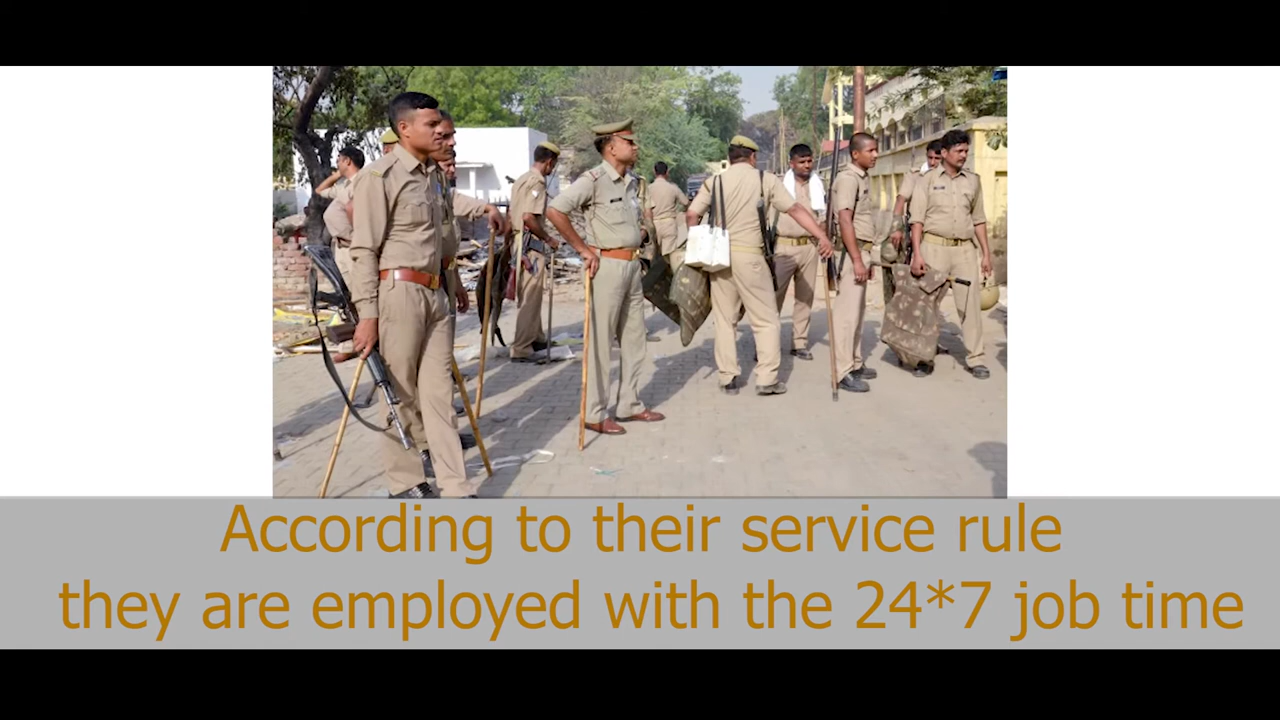 According to their service rule
they are employed with the 24*7 job time